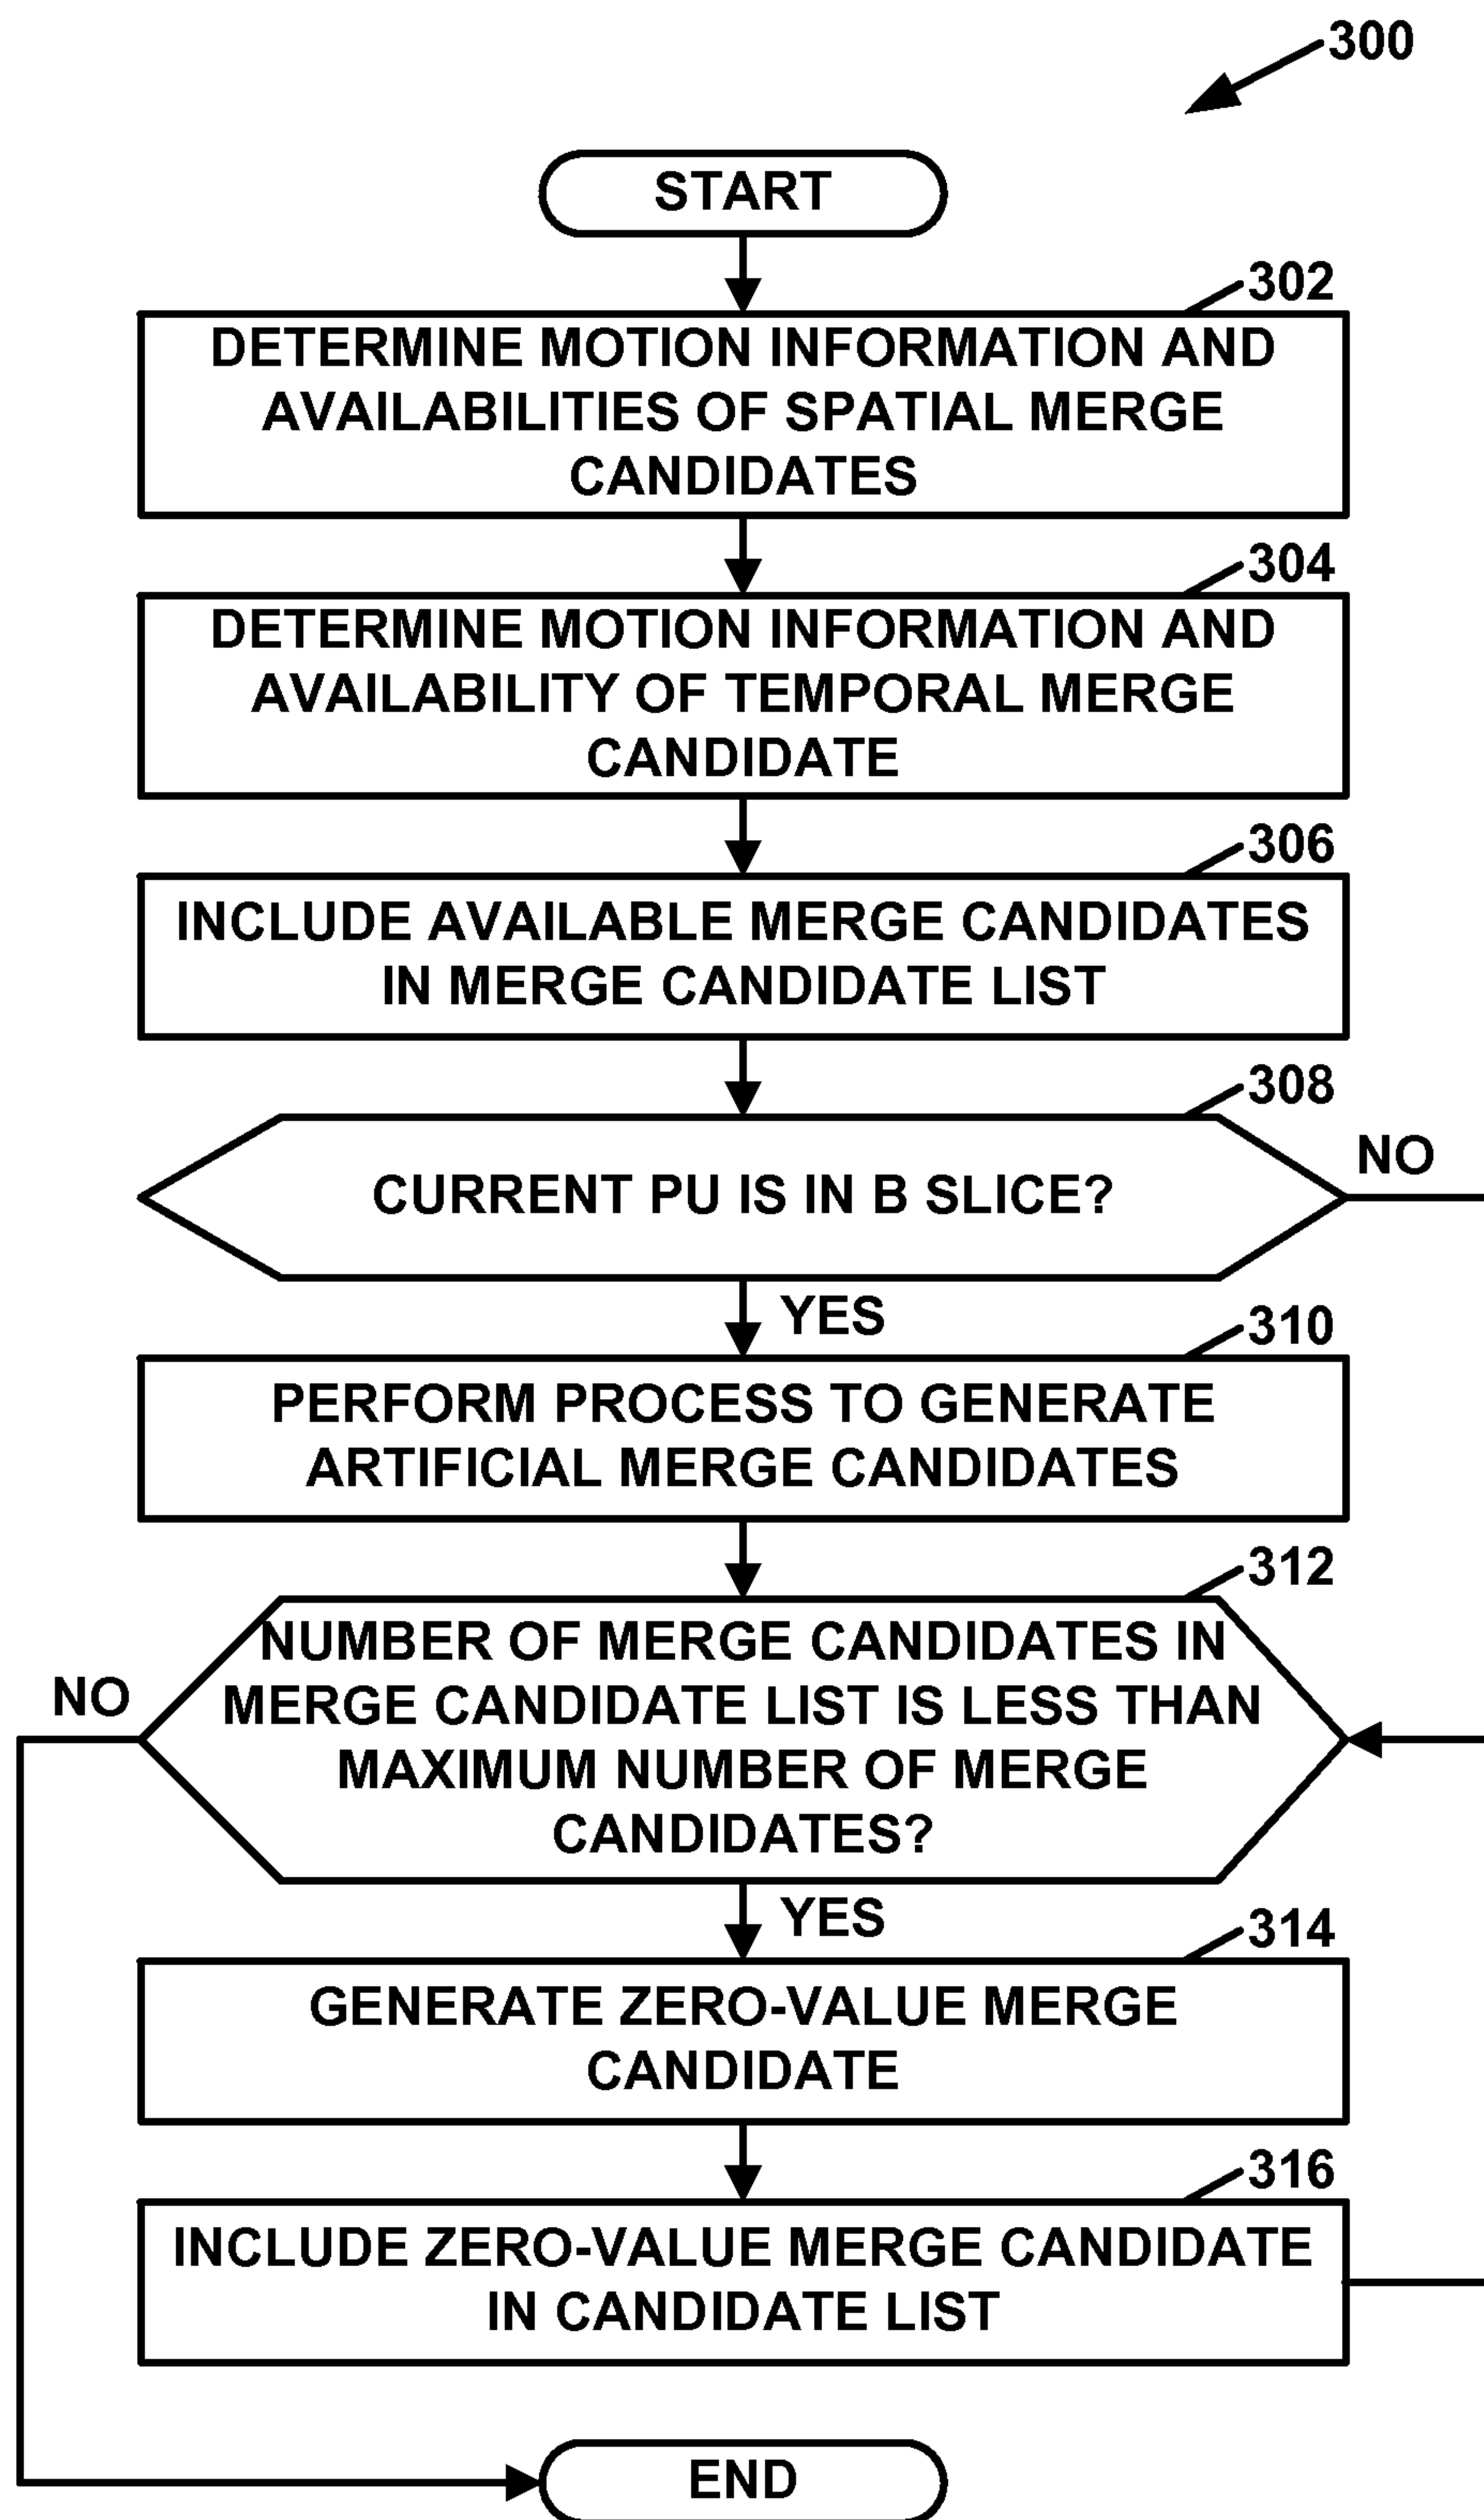 300
START
302
DETERMINE MOTION INFORMATION AND
AVAILABILITIES OF SPATIAL MERGE
CANDIDATES
304
DETERMINE MOTION INFORMATION AND
AVAILABILITY OF TEMPORAL MERGE
CANDIDATE
306
INCLUDE AVAILABLE MERGE CANDIDATES
IN MERGE CANDIDATE LIST
308
CURRENT PU IS IN B SLICE?
NO
YES
310
PERFORM PROCESS TO GENERATE
ARTIFICIAL MERGE CANDIDATES
312
NUMBER OF MERGE CANDIDATES IN
MERGE CANDIDATE LIST IS LESS THAN
MAXIMUM NUMBER OF MERGE
CANDIDATES?
NO
YES
314
GENERATE ZERO-VALUE MERGE
CANDIDATE
316
INCLUDE ZERO-VALUE MERGE CANDIDATE
IN CANDIDATE LIST
END